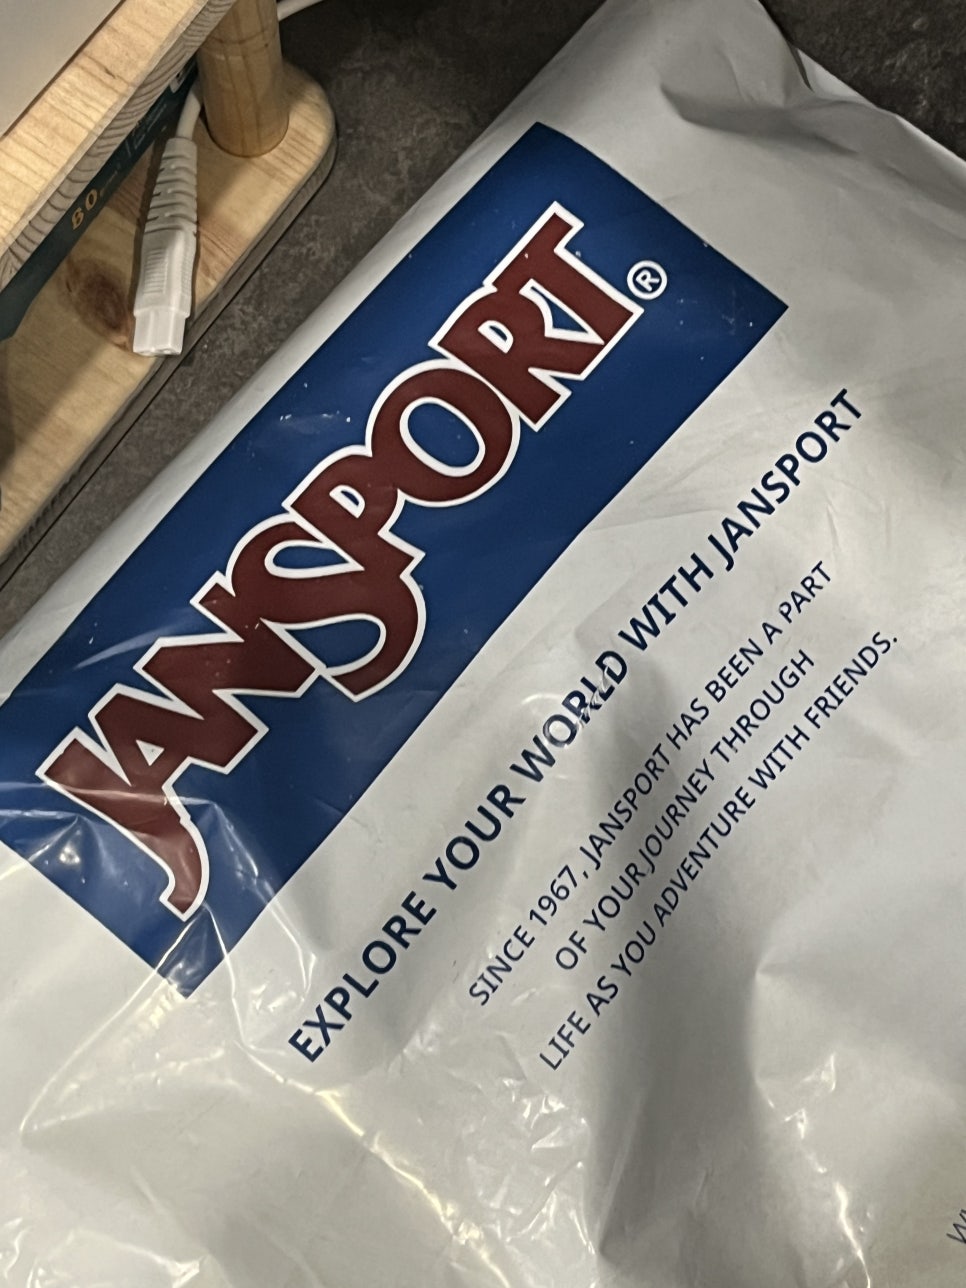 JANSPORT®
EXPLORE YOUR WORLD WITH JANSPORT
SINCE 1967, JANSPORT HAS BEEN A PART
OF YOUR JOURNEY THROUGH
LIFE AS YOU ADVENTURE WITH FRIENDS.